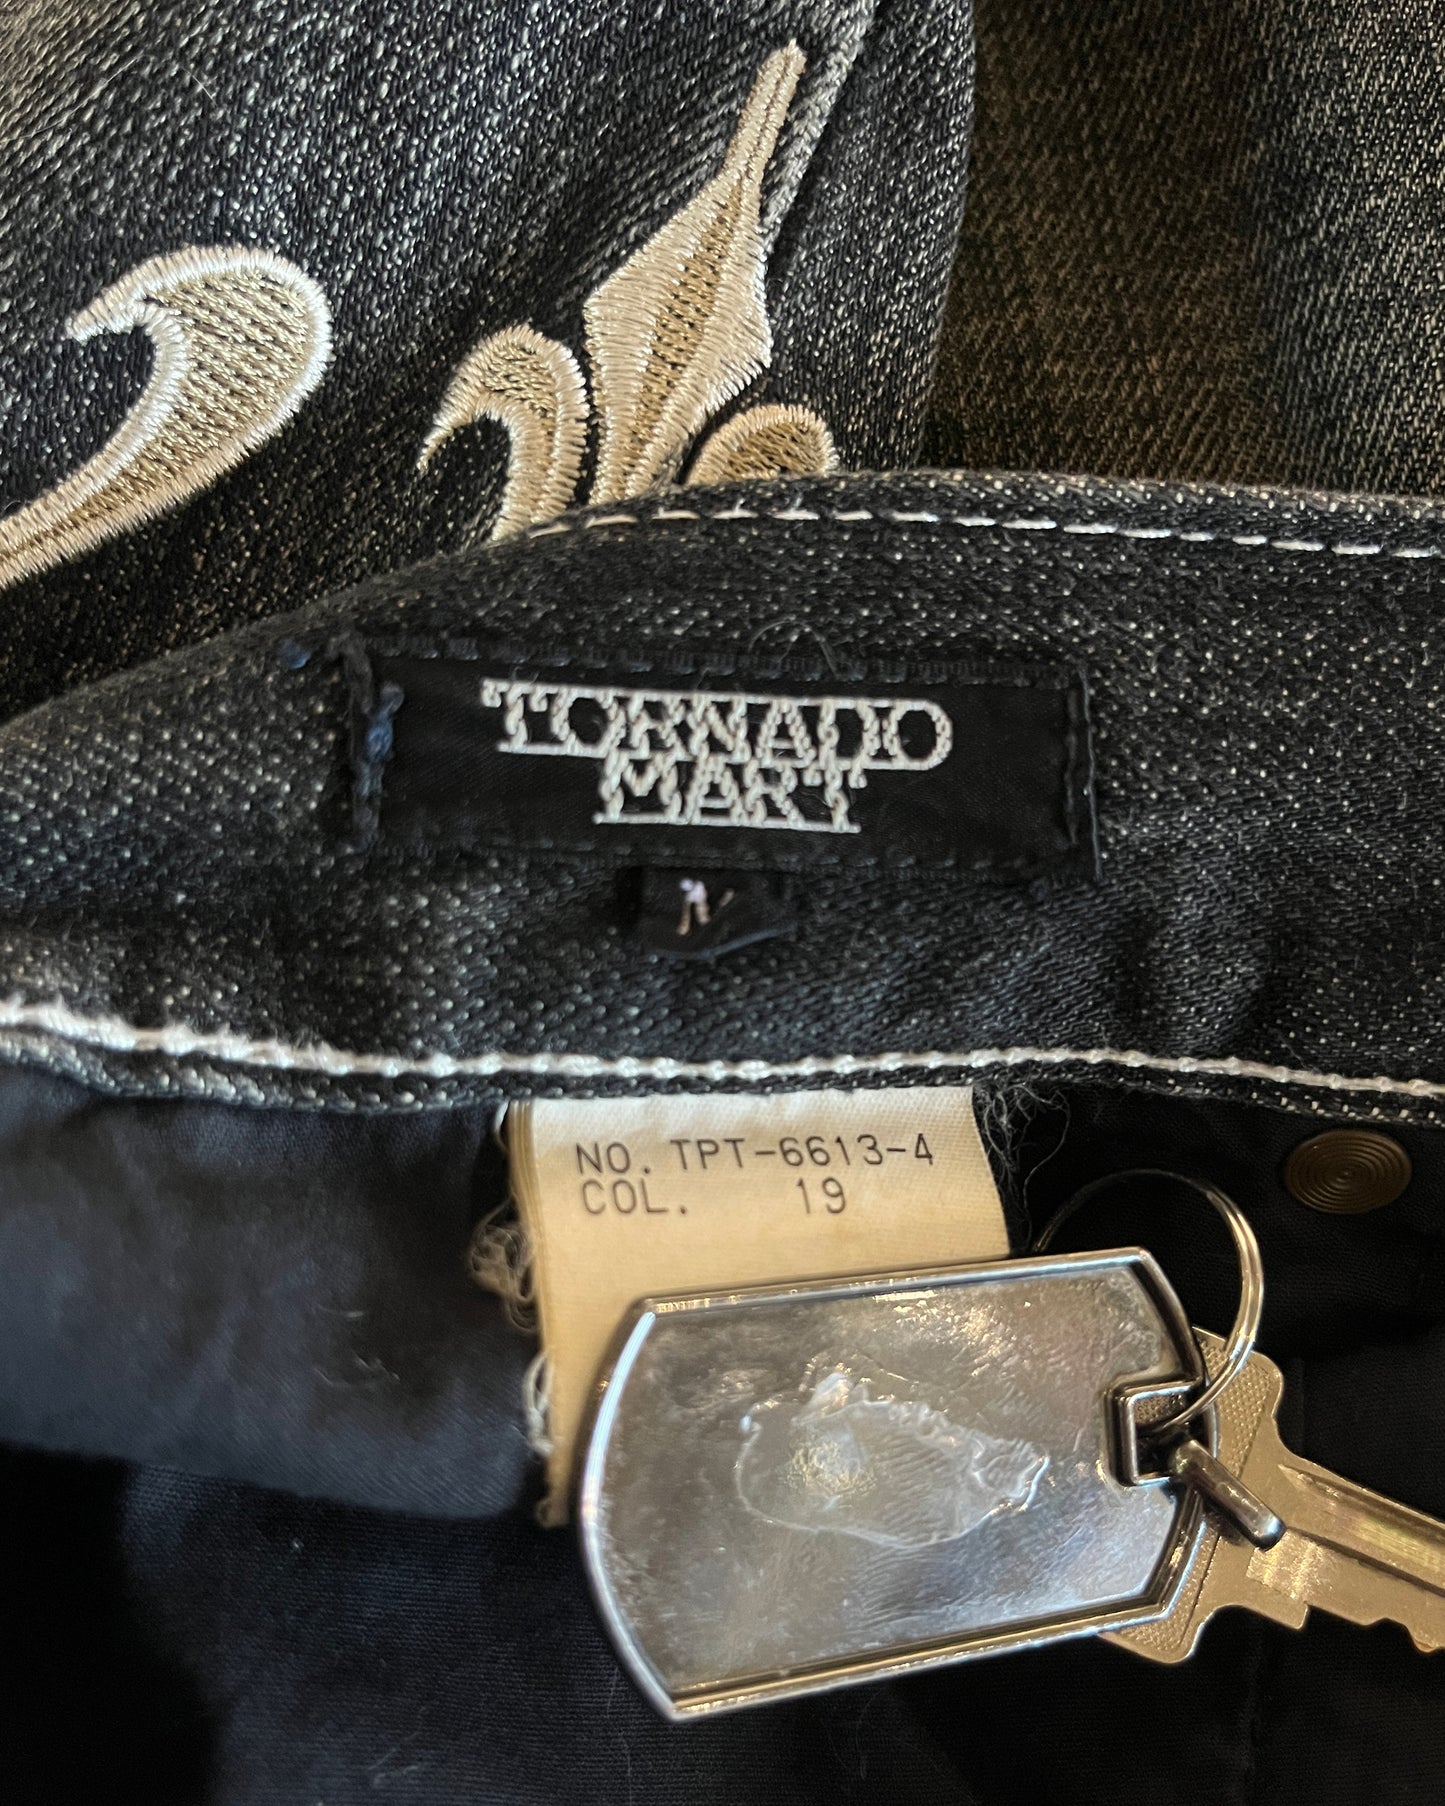 TORNADO
MART
NO. TPT-6613-4
COL. 19